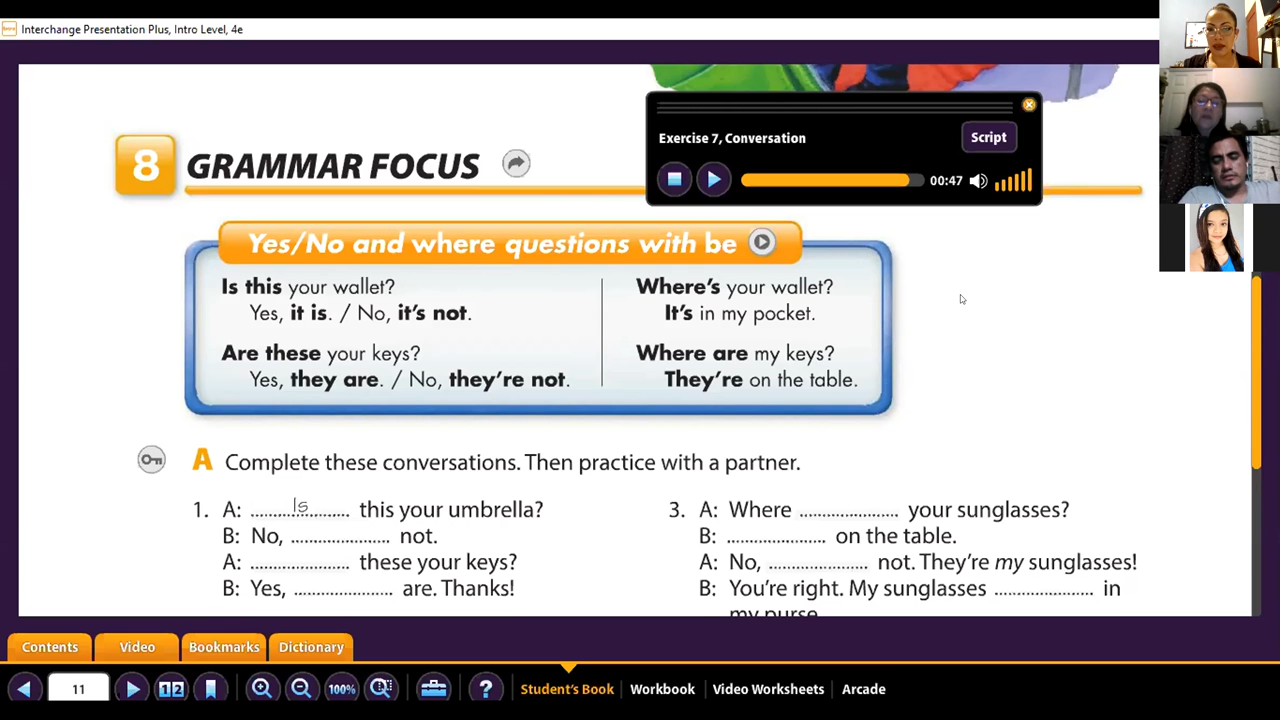 Interchange Presentation Plus, Intro Level, 4e
Exercise 7, Conversation
Script
00:47
8 GRAMMAR FOCUS
Yes/No and where questions with be
Is this your wallet?
Yes, it is. / No, it's not.
Are these your keys?
Yes, they are. / No, they're not.
Where's your wallet?
It's in my pocket.
Where are my keys?
They're on the table.
A Complete these conversations. Then practice with a partner.
1. A: ......Is...... this your umbrella?
B: No, .................... not.
A: .................... these your keys?
B: Yes, .................... are. Thanks!
3. A: Where .................... your sunglasses?
B: .................... on the table.
A: No, .................... not. They're my sunglasses!
B: You're right. My sunglasses .................... in
my purse
Contents
Video
Bookmarks
Dictionary
11
1 2
100%
?
Student's Book
Workbook
Video Worksheets
Arcade